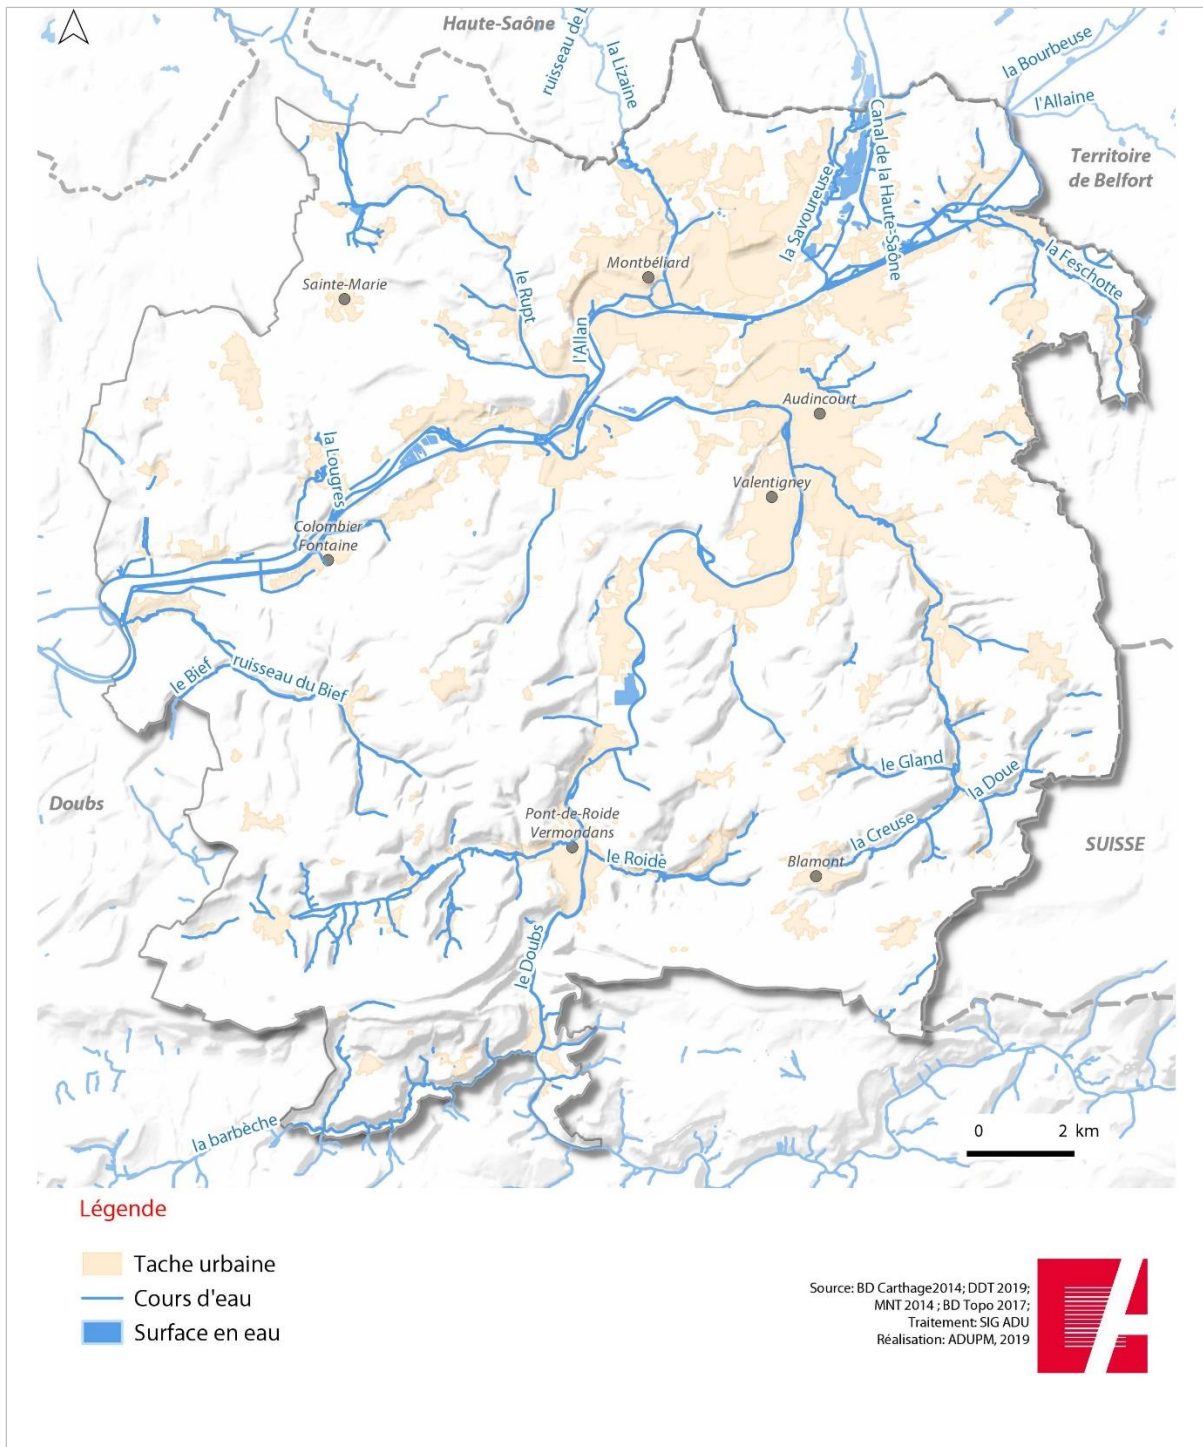 Haute-Saône
ruisseau de
la Lizaine
la Bourbeuse
l'Allaine
Canal de la Haute-Saône
Territoire
de Belfort
la Savoureuse
la Feschotte
Montbéliard
Sainte-Marie
le Rupt
l'Allan
Audincourt
la Lougres
Valentigney
Colombier
Fontaine
le Bief
ruisseau du Bief
le Gland
la Doue
Doubs
Pont-de-Roide
Vermondans
la Creuse
SUISSE
le Roide
Blamont
le Doubs
la barbèche
0 2 km
Légende
Tache urbaine
Cours d'eau
Surface en eau
Source: BD Carthage2014; DDT 2019;
MNT 2014 ; BD Topo 2017;
Traitement: SIG ADU
Réalisation: ADUPM, 2019